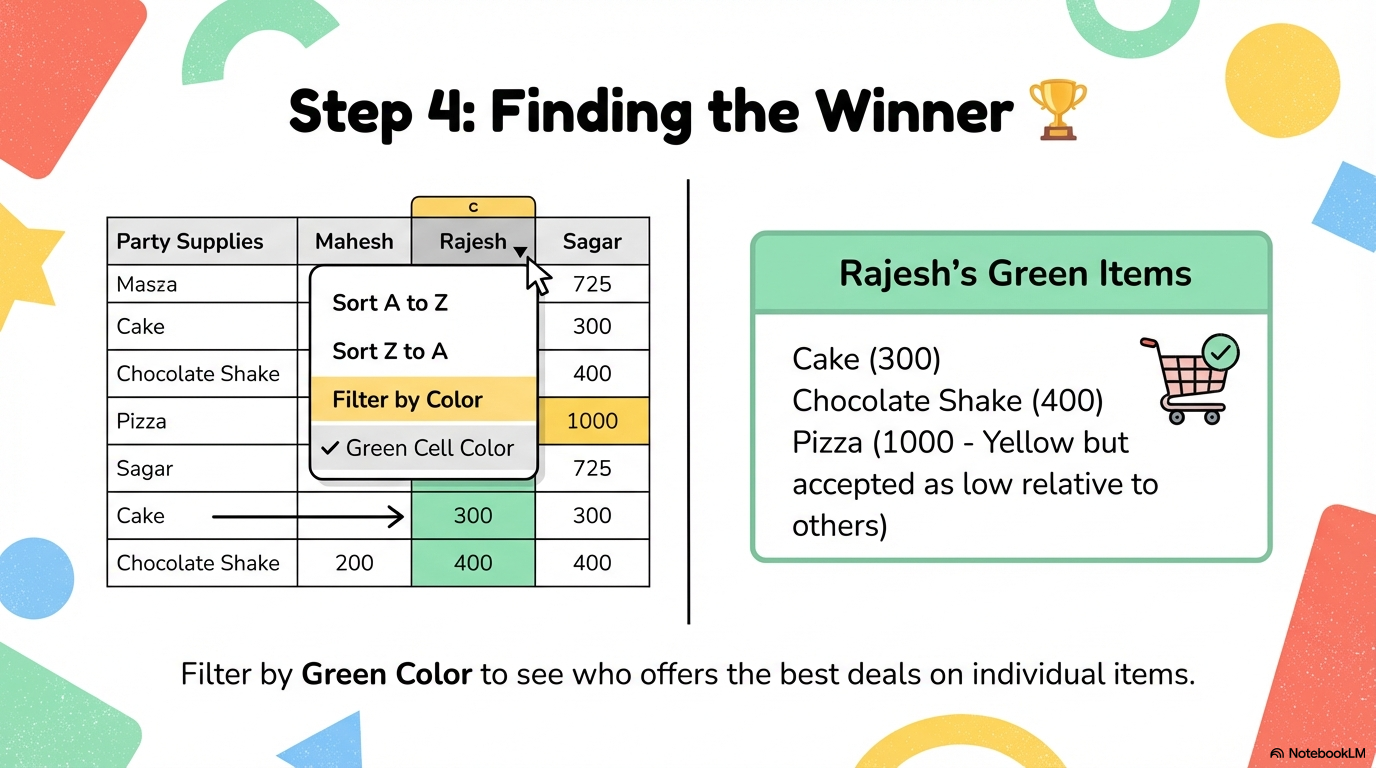 Step 4: Finding the Winner
C
Party Supplies Mahesh Rajesh Sagar
Masza 725
Cake 300
Chocolate Shake 400
Pizza 1000
Sagar 725
Cake 300 300
Chocolate Shake 200 400 400
Sort A to Z
Sort Z to A
Filter by Color
✓ Green Cell Color
Rajesh’s Green Items
Cake (300)
Chocolate Shake (400)
Pizza (1000 - Yellow but
accepted as low relative to
others)
Filter by Green Color to see who offers the best deals on individual items.
NotebookLM